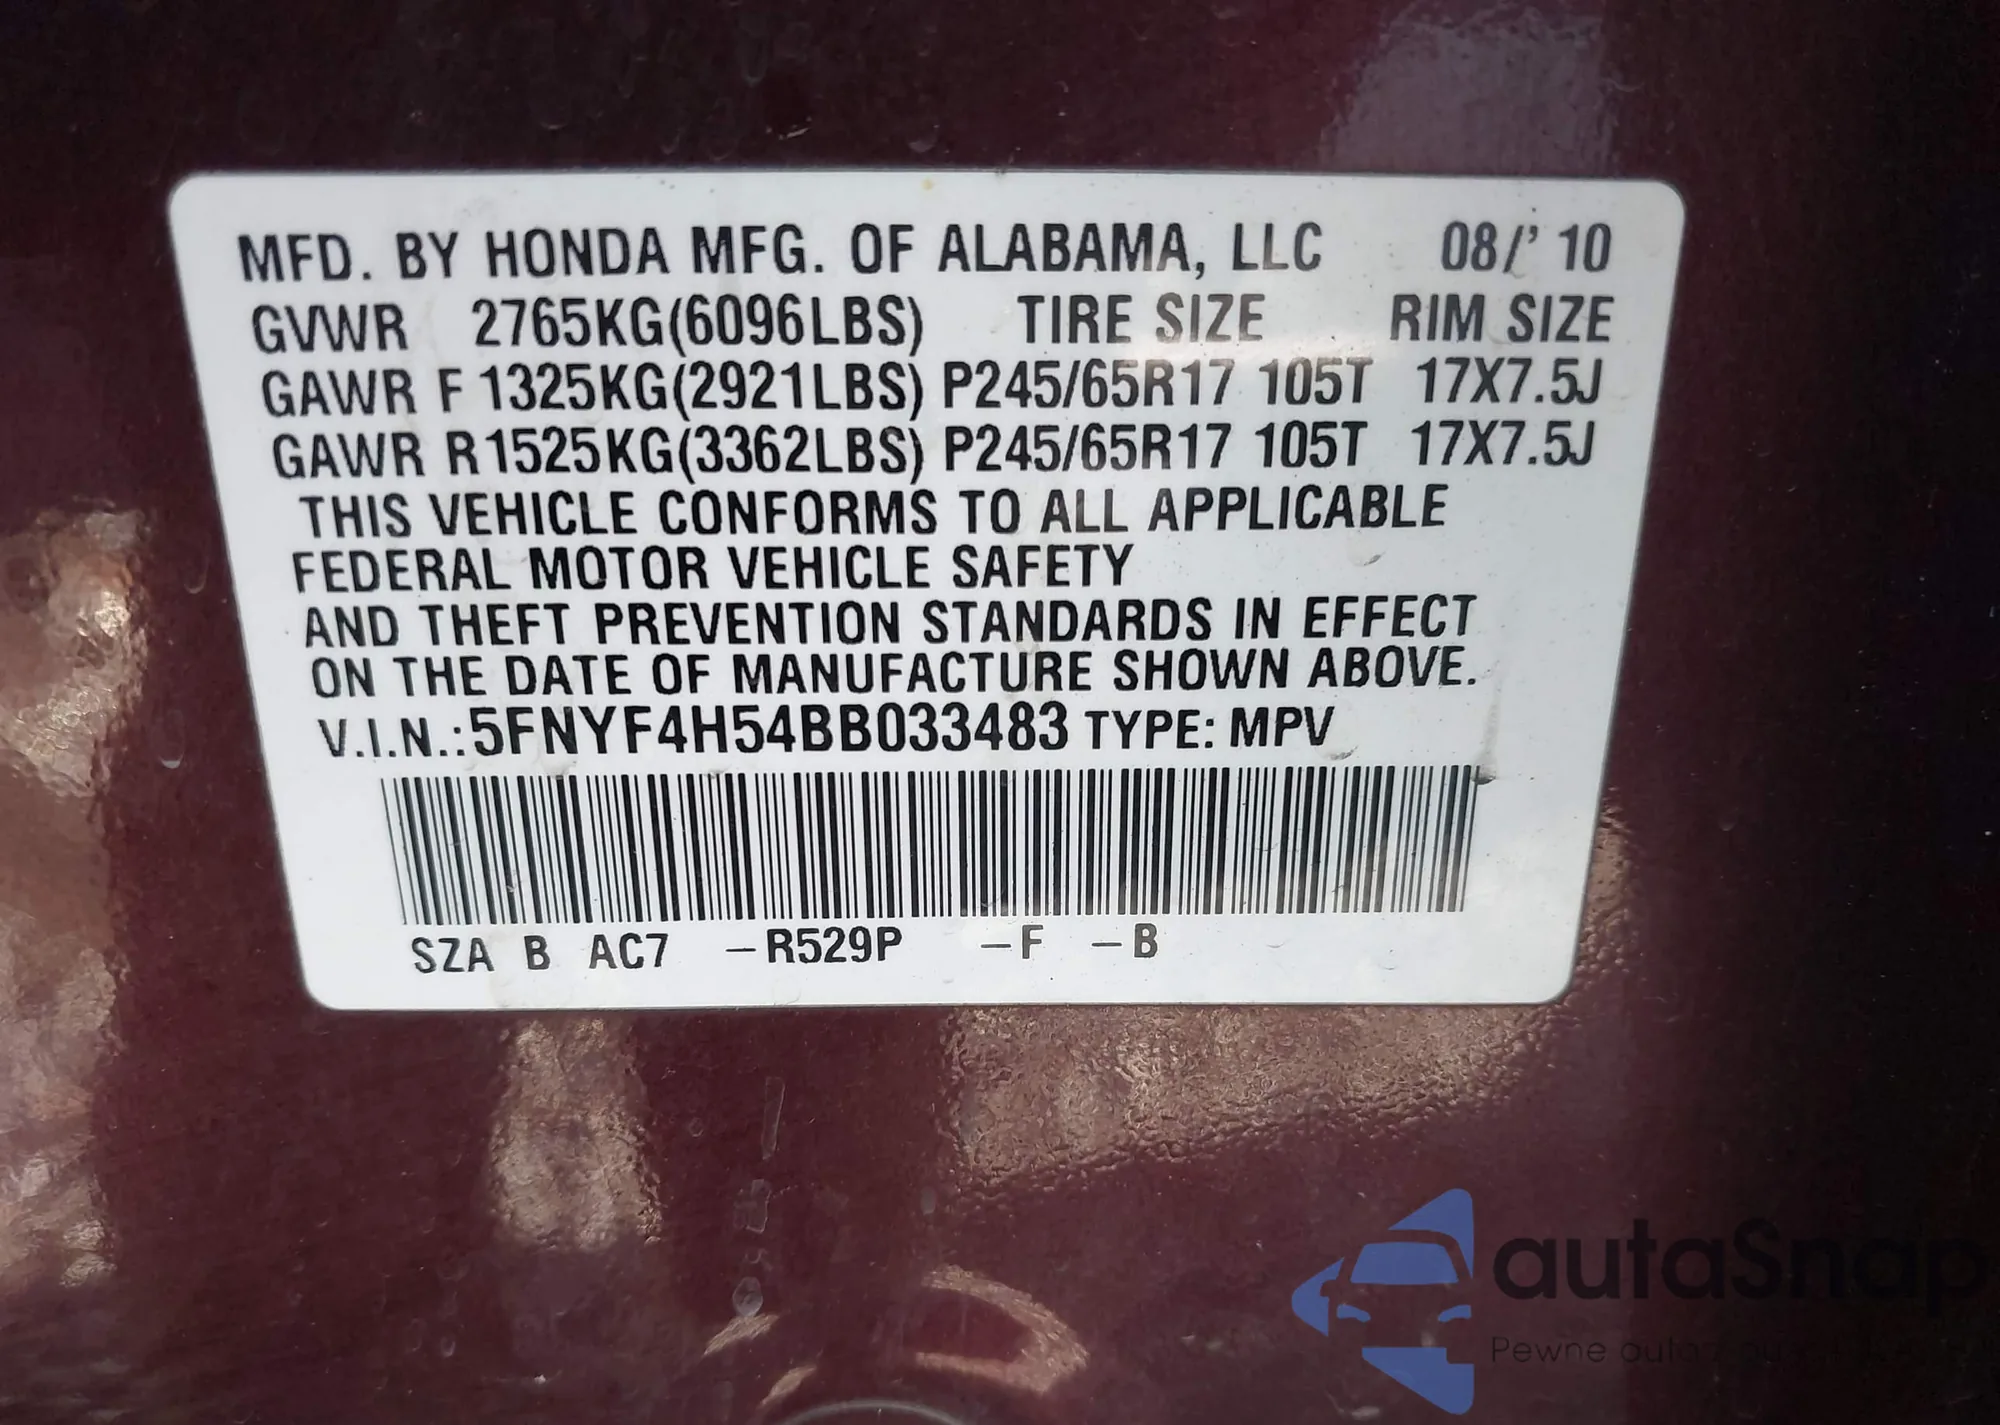 MFD. BY HONDA MFG. OF ALABAMA, LLC 08/' 10
GVWR 2765KG(6096LBS) TIRE SIZE RIM SIZE
GAWR F 1325KG(2921LBS) P245/65R17 105T 17X7.5J
GAWR R1525KG(3362LBS) P245/65R17 105T 17X7.5J
THIS VEHICLE CONFORMS TO ALL APPLICABLE
FEDERAL MOTOR VEHICLE SAFETY
AND THEFT PREVENTION STANDARDS IN EFFECT
ON THE DATE OF MANUFACTURE SHOWN ABOVE.
V.I.N.:5FNYF4H54BB033483 TYPE: MPV
SZA B AC7 –R529P –F –B
autaSnap
Pewne auta z